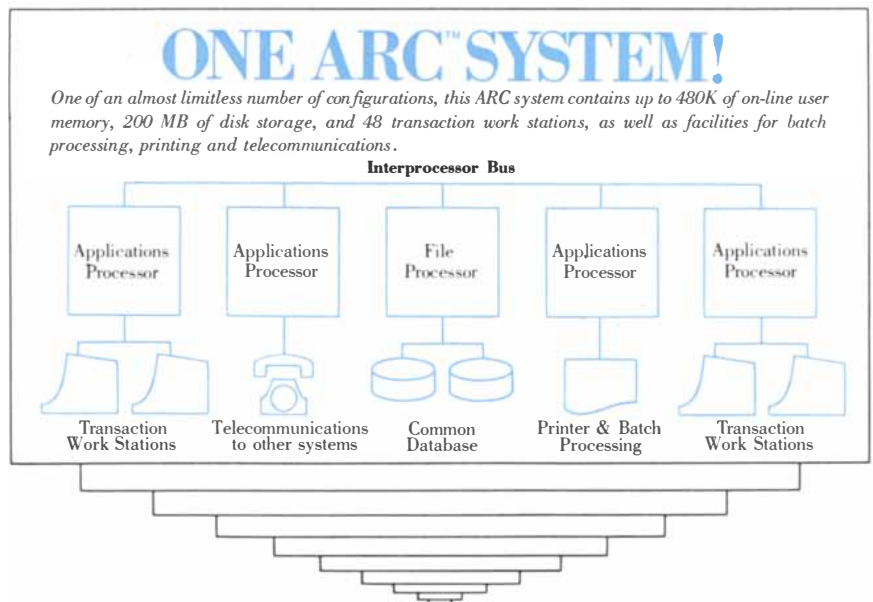 ONE ARC™ SYSTEM!
One of an almost limitless number of configurations, this ARC system contains up to 480K of on-line user
memory, 200 MB of disk storage, and 48 transaction work stations, as well as facilities for batch
processing, printing and telecommunications.
Interprocessor Bus
Applications
Processor
Applications
Processor
File
Processor
Applications
Processor
Applications
Processor
Transaction
Work Stations
Telecommunications
to other systems
Common
Database
Printer & Batch
Processing
Transaction
Work Stations